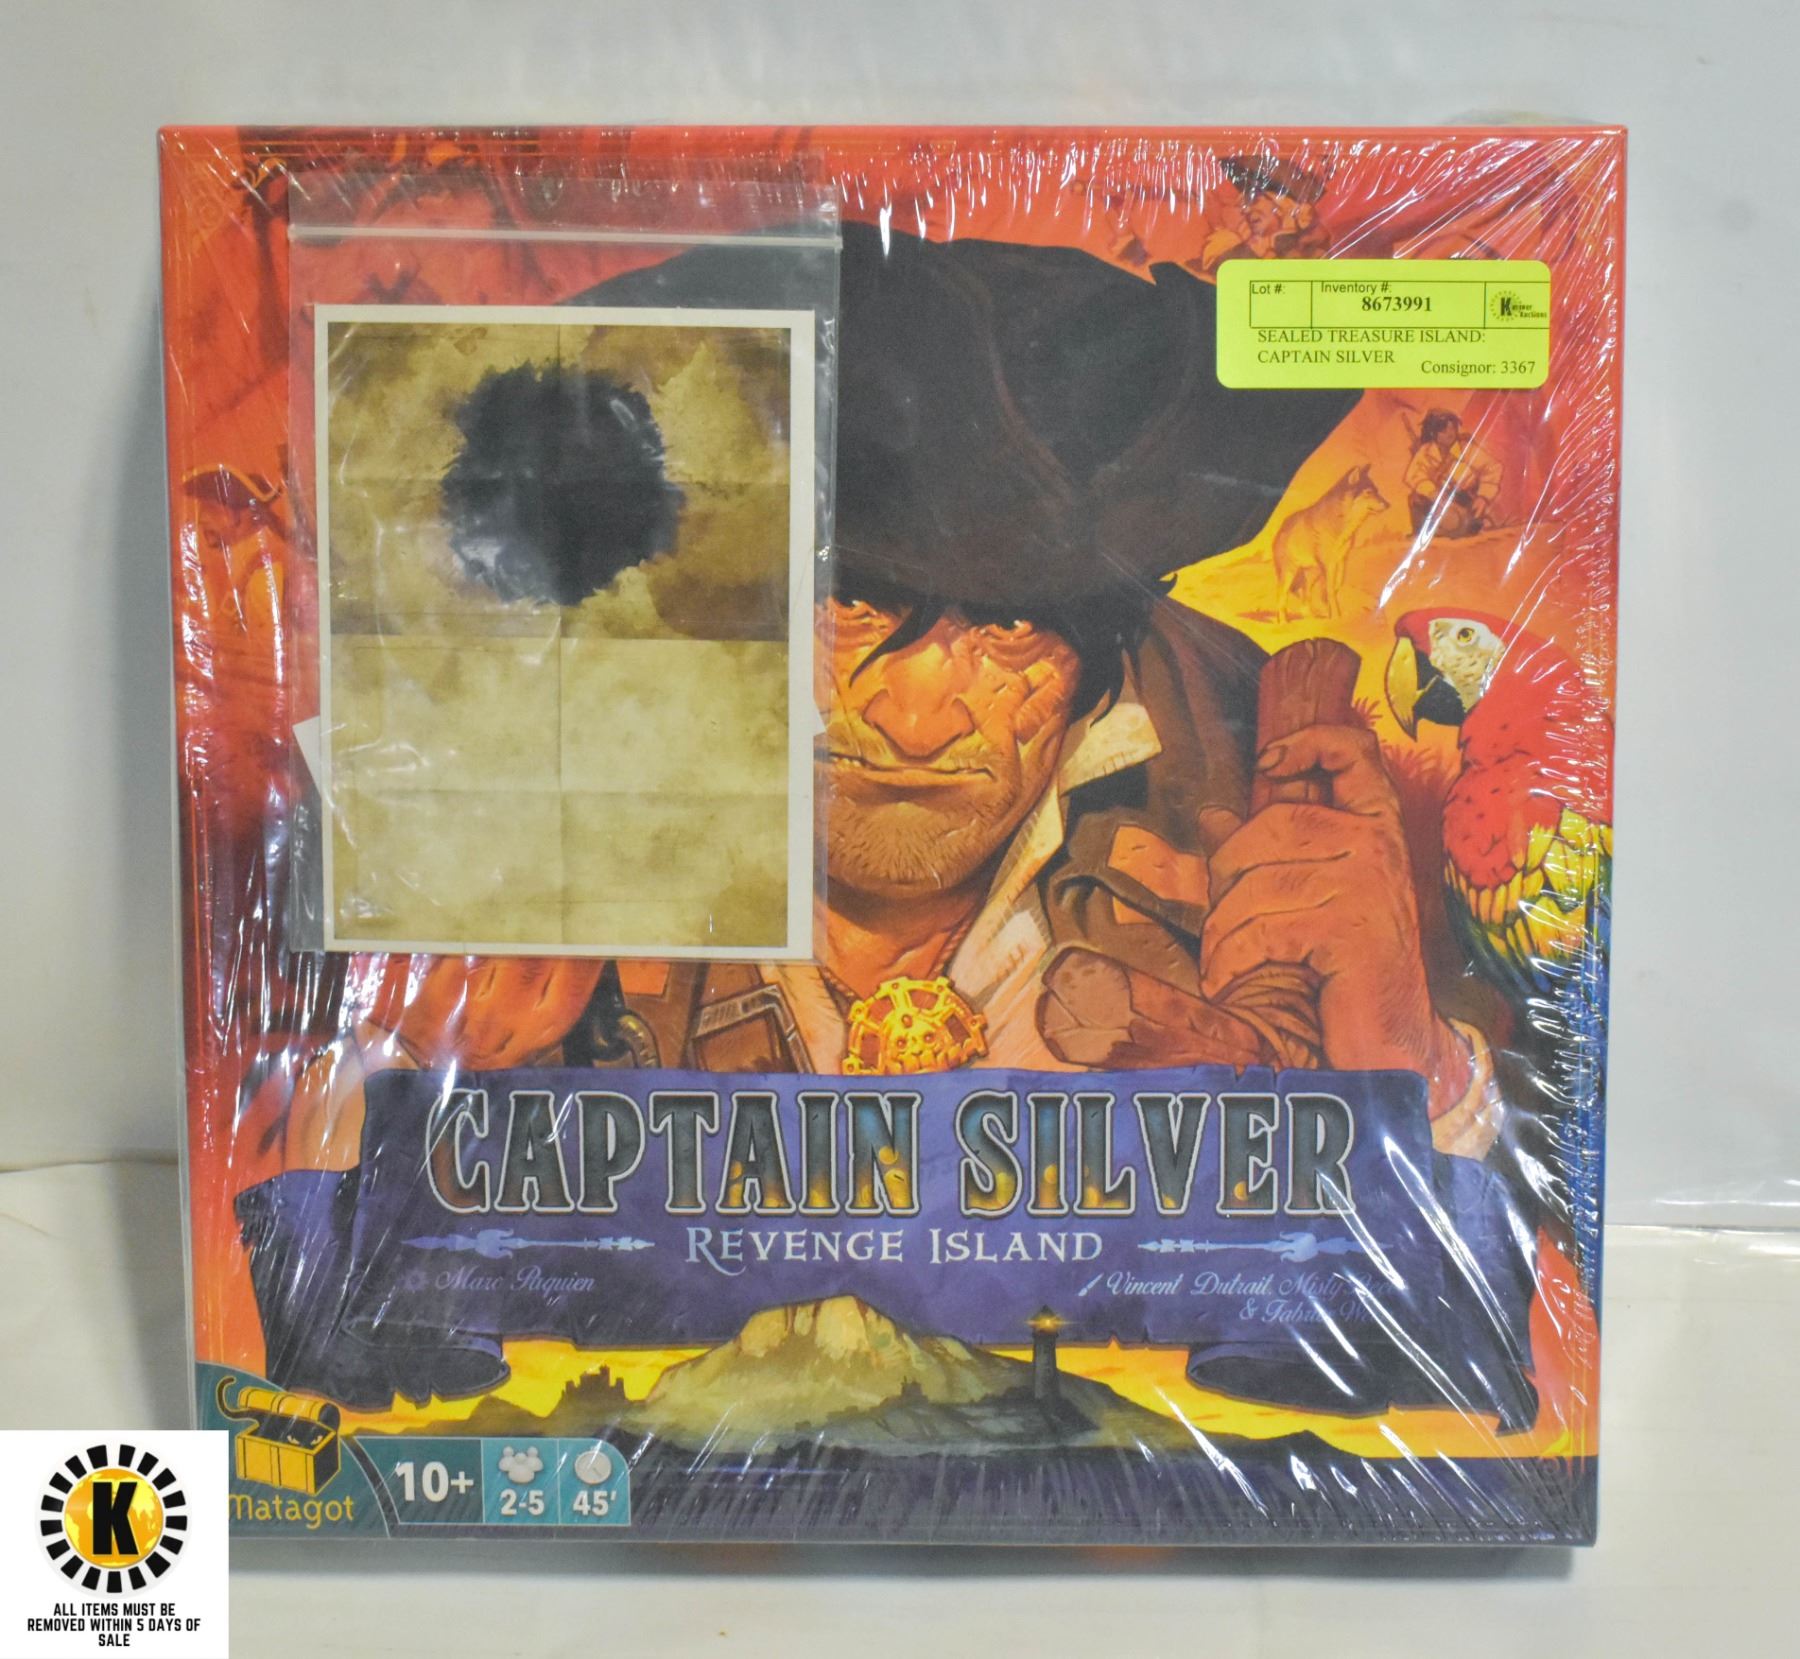 Lot #:
Inventory #:
8673991
SEALED TREASURE ISLAND:
CAPTAIN SILVER
Consignor: 3367
CAPTAIN SILVER
REVENGE ISLAND
Marc Paquien
Vincent Dutrait, Misty
&
Matagot
10+
2-5
45'
K
ALL ITEMS MUST BE
REMOVED WITHIN 5 DAYS OF
SALE